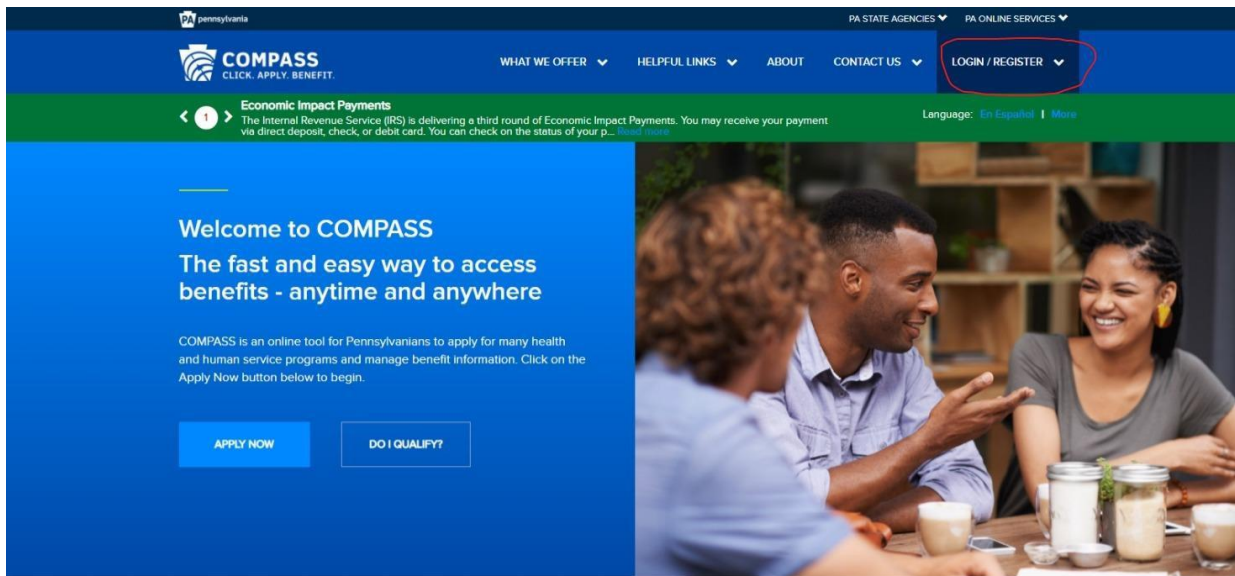 PA pennsylvania
PA STATE AGENCIES
PA ONLINE SERVICES
COMPASS
CLICK. APPLY. BENEFIT.
WHAT WE OFFER
HELPFUL LINKS
ABOUT
CONTACT US
LOGIN / REGISTER
1
Economic Impact Payments
The Internal Revenue Service (IRS) is delivering a third round of Economic Impact Payments. You may receive your payment
via direct deposit, check, or debit card. You can check on the status of your p... Read more
Language: En Español | More
Welcome to COMPASS
The fast and easy way to access
benefits - anytime and anywhere
COMPASS is an online tool for Pennsylvanians to apply for many health
and human service programs and manage benefit information. Click on the
Apply Now button below to begin.
APPLY NOW
DO I QUALIFY?